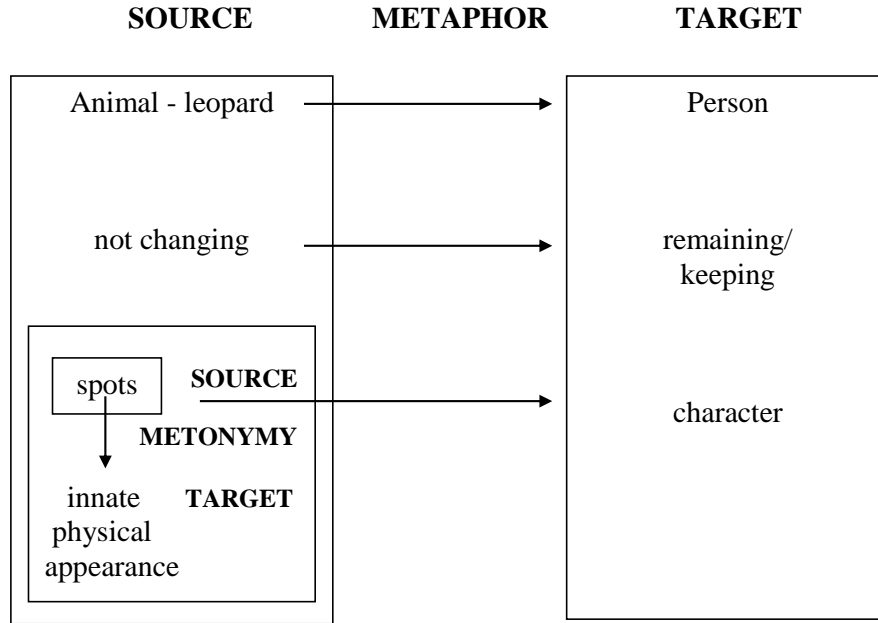 SOURCE METAPHOR TARGET
Animal - leopard Person
not changing remaining/
keeping
spots SOURCE
character
METONYMY
innate TARGET
physical
appearance